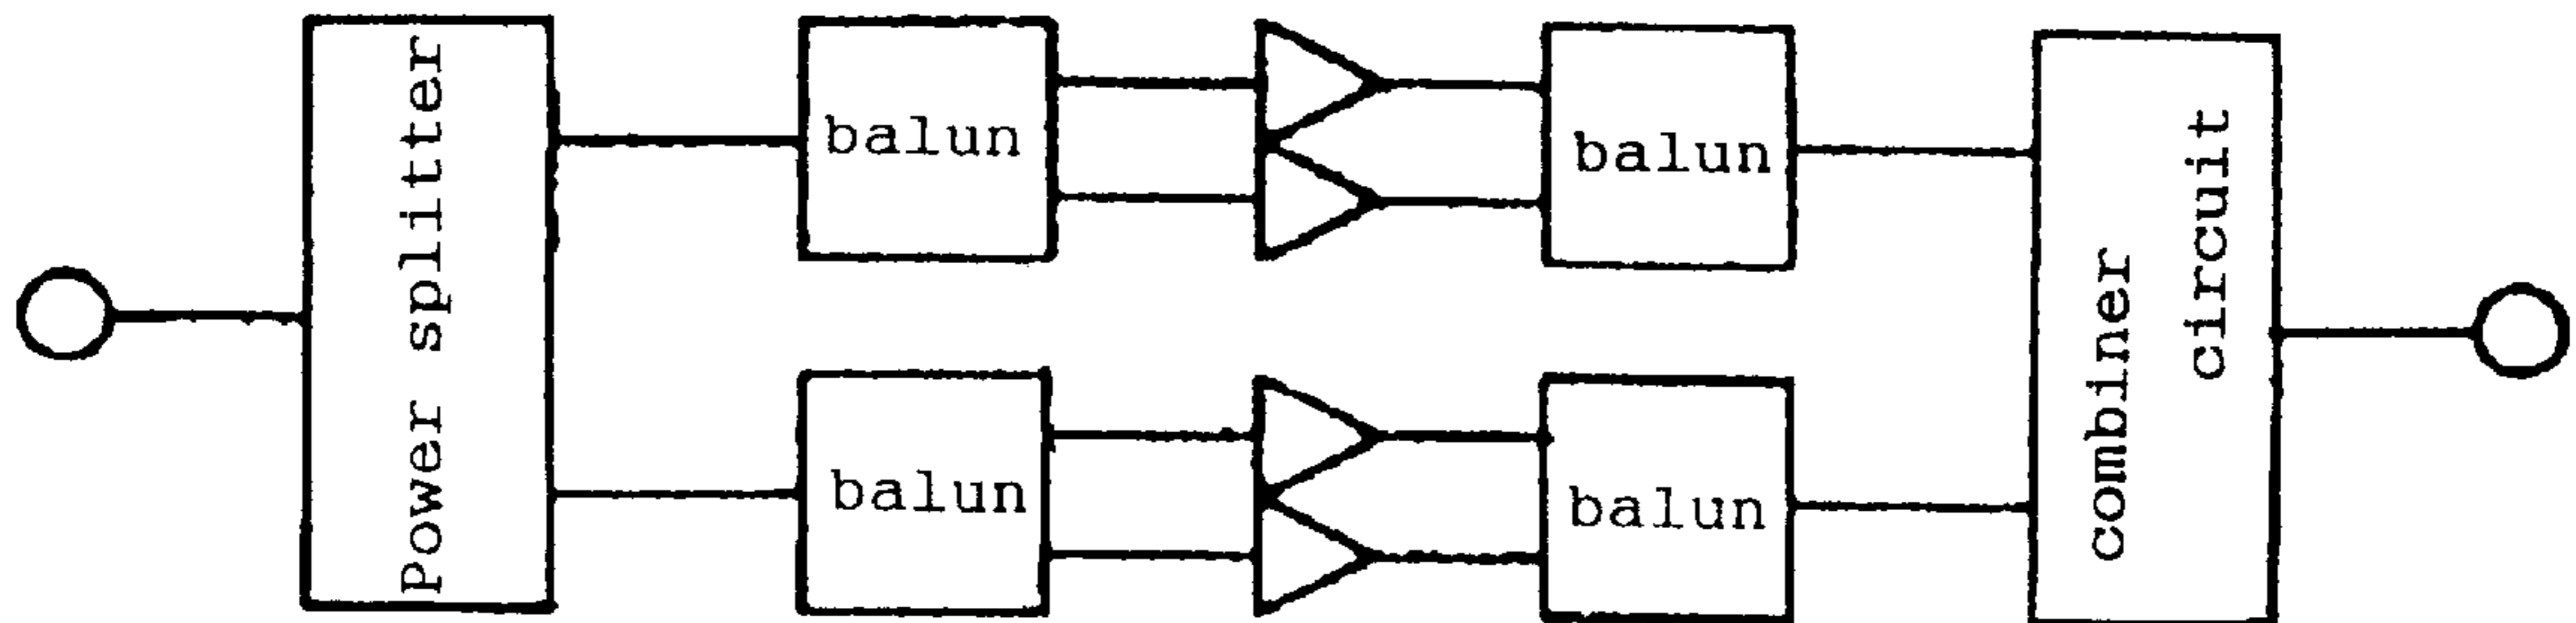 Power splitter
balun
balun
balun
balun
combiner
circuit